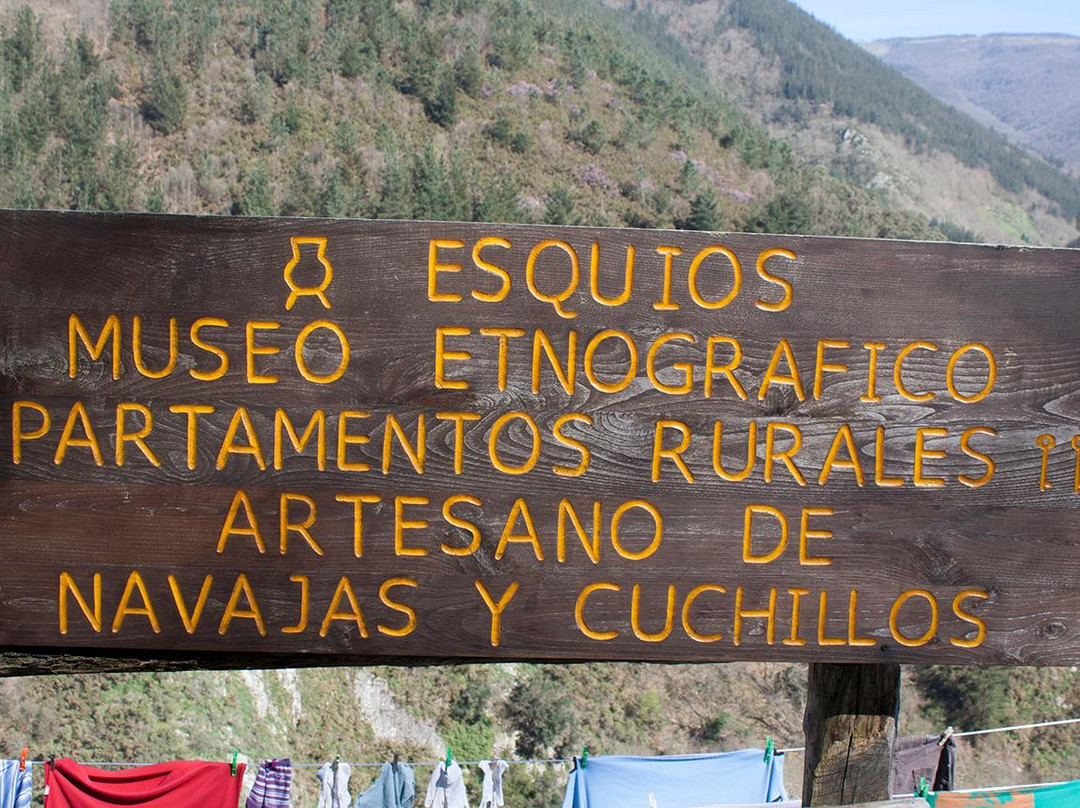 ESQUIOS
MUSEO ETNOGRAFICO
PARTAMENTOS RURALES
ARTESANO DE
NAVAJAS Y CUCHILLOS